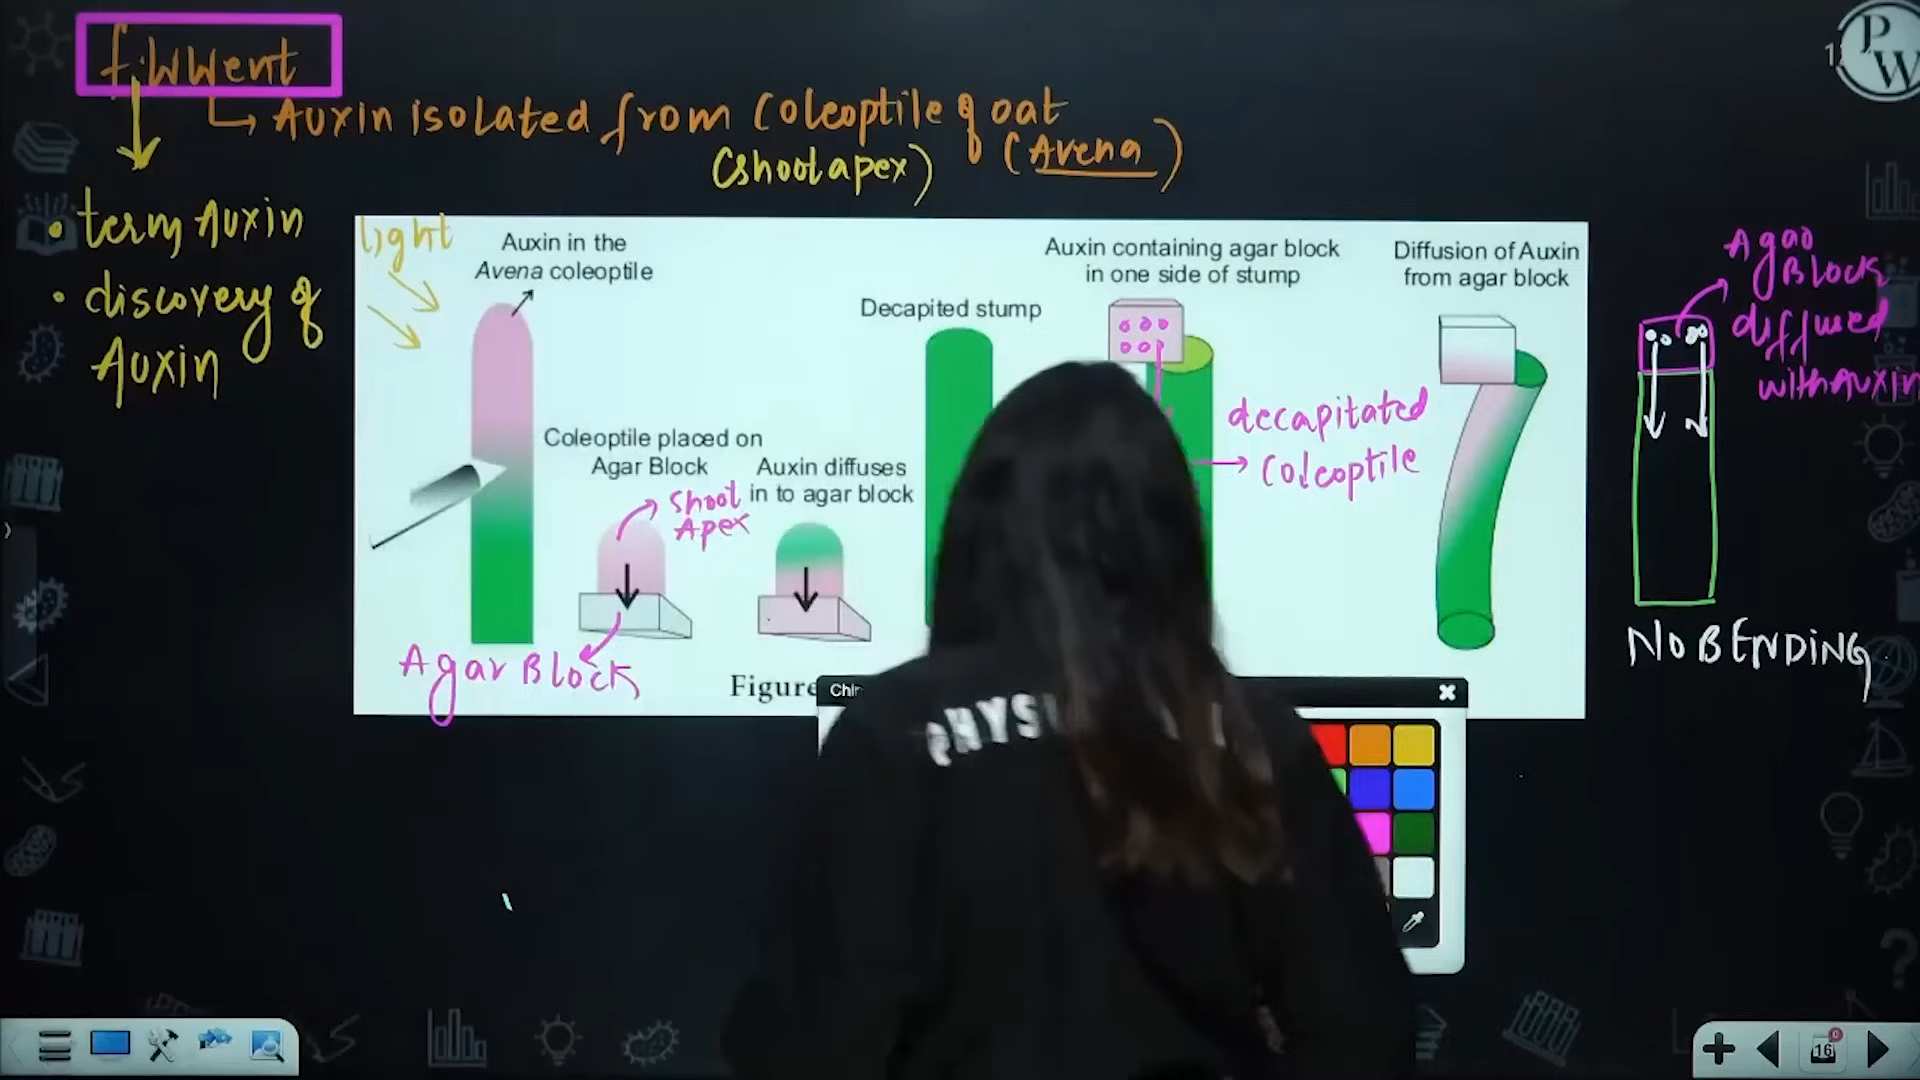 f.W Went
Auxin isolated from Coleoptile of oat
(Avena)
(shoot apex)
• term Auxin
• discovery of
Auxin
light
Auxin in the
Avena coleoptile
Coleoptile placed on
Agar Block
Shoot
Apex
Auxin diffuses
in to agar block
Agar Block
Decapited stump
Auxin containing agar block
in one side of stump
decapitated
Coleoptile
Diffusion of Auxin
from agar block
Agar
Block
diffused
with Auxin
NO BENDING
Figure
PHYS
PW
16